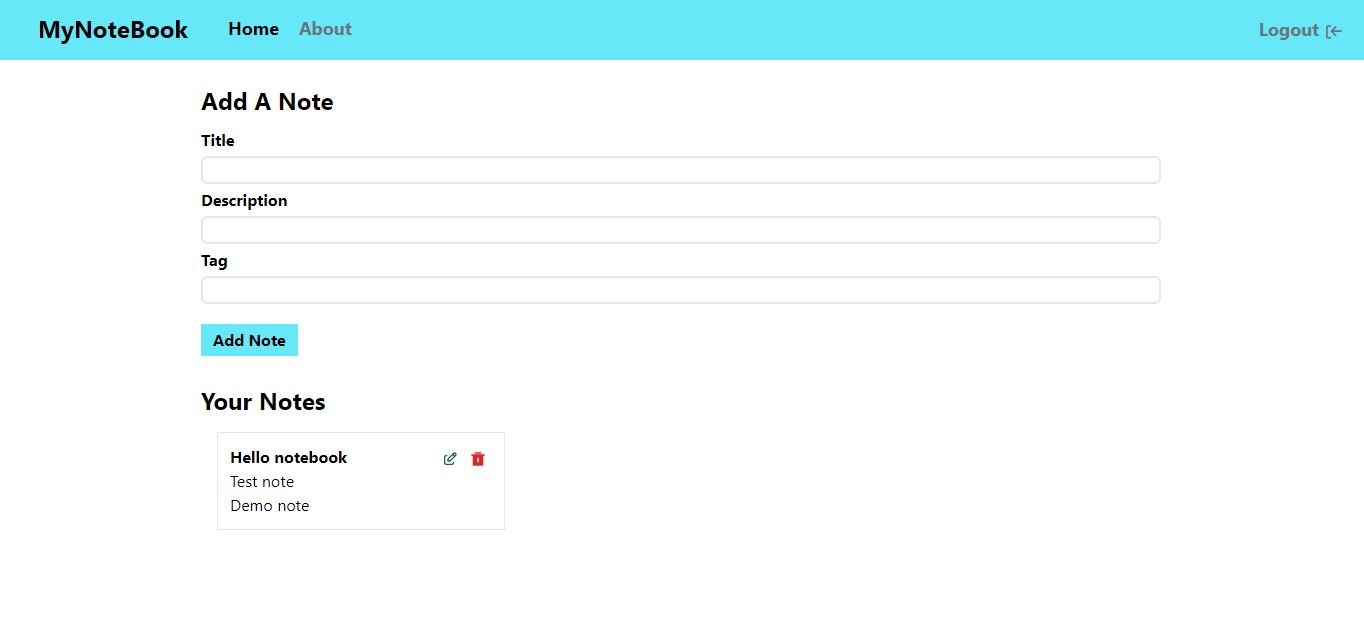 MyNoteBook Home About Logout
Add A Note
Title
Description
Tag
Add Note
Your Notes
Hello notebook
Test note
Demo note